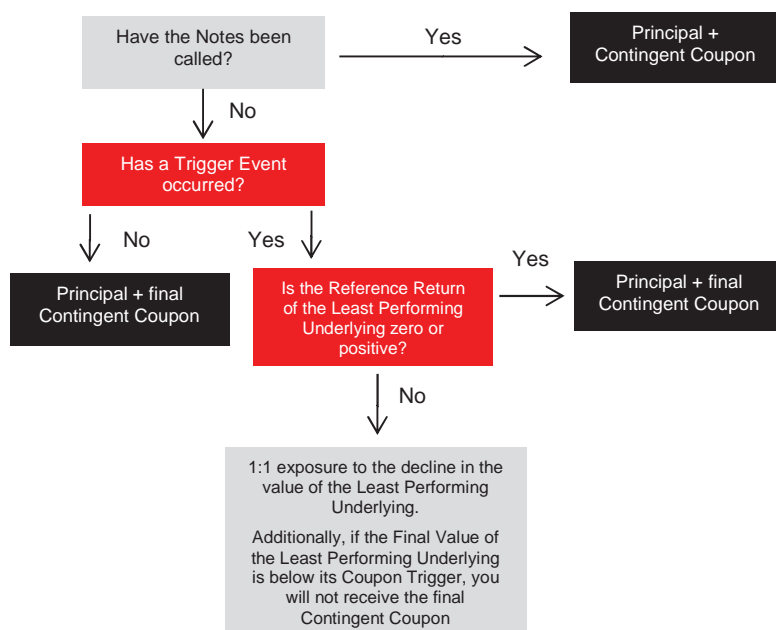 Have the Notes been
called?
Yes
Principal +
Contingent Coupon
No
Has a Trigger Event
occurred?
No
Yes
Principal + final
Contingent Coupon
Is the Reference Return
of the Least Performing
Underlying zero or
positive?
Yes
Principal + final
Contingent Coupon
No
1:1 exposure to the decline in the
value of the Least Performing
Underlying.
Additionally, if the Final Value of
the Least Performing Underlying
is below its Coupon Trigger, you
will not receive the final
Contingent Coupon